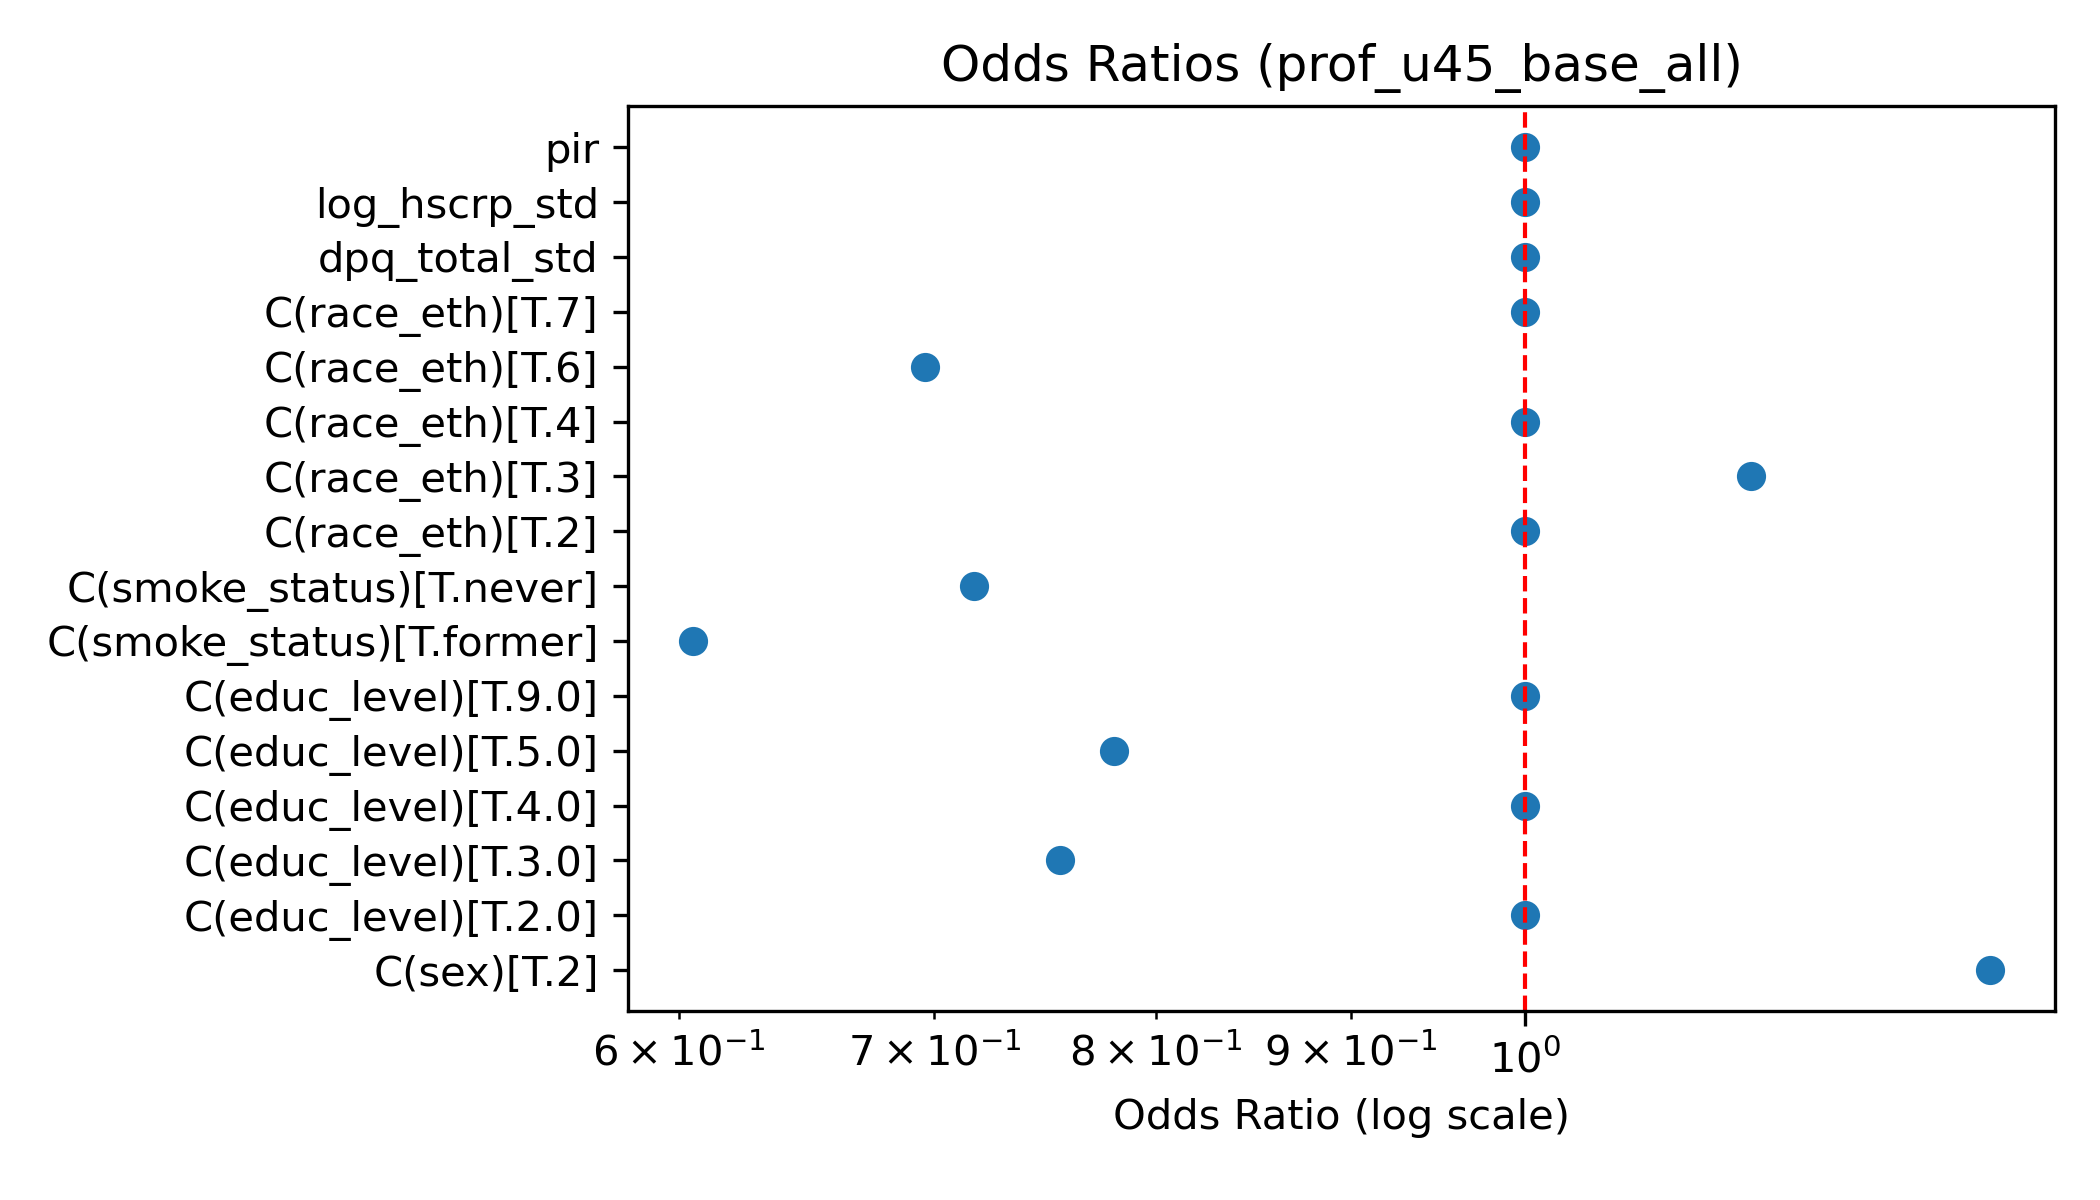 Odds Ratios (prof_u45_base_all)
pir
log_hscrp_std
dpq_total_std
C(race_eth)[T.7]
C(race_eth)[T.6]
C(race_eth)[T.4]
C(race_eth)[T.3]
C(race_eth)[T.2]
C(smoke_status)[T.never]
C(smoke_status)[T.former]
C(educ_level)[T.9.0]
C(educ_level)[T.5.0]
C(educ_level)[T.4.0]
C(educ_level)[T.3.0]
C(educ_level)[T.2.0]
C(sex)[T.2]
6 × 10⁻¹ 7 × 10⁻¹ 8 × 10⁻¹ 9 × 10⁻¹ 10⁰
Odds Ratio (log scale)